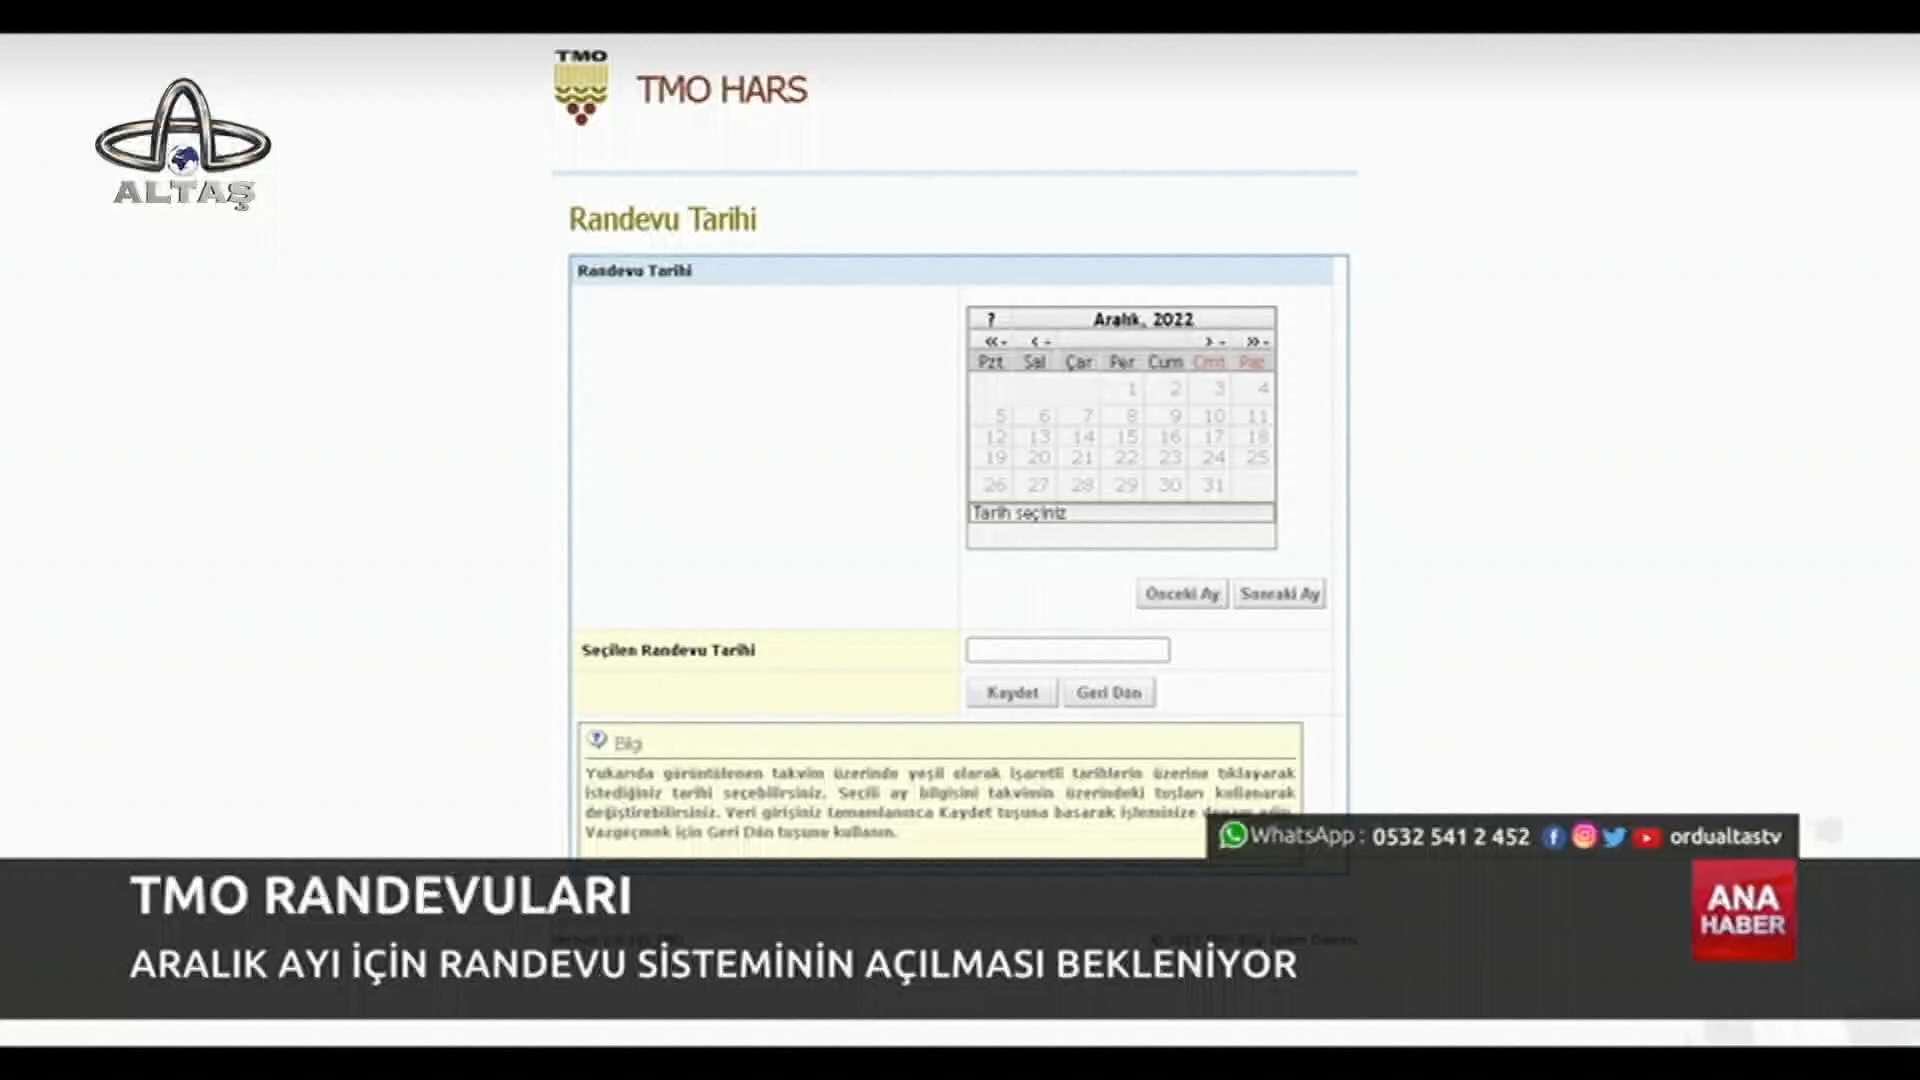 TMO
TMO HARS
ALTAŞ
Randevu Tarihi
Randevu Tarihi
? Aralık, 2022
« ‹ › »
Pzt Sal Çar Per Cum Cmt Paz
1 2 3 4
5 6 7 8 9 10 11
12 13 14 15 16 17 18
19 20 21 22 23 24 25
26 27 28 29 30 31
Tarih seçiniz
Önceki Ay Sonraki Ay
Seçilen Randevu Tarihi
Kaydet Geri Dön
Bilgi
Yukarıda görüntülenen takvim üzerinde yeşil olarak işaretli tarihlerin üzerine tıklayarak
istediğiniz tarihi seçebilirsiniz. Seçili ay bilgisini takvimin üzerindeki tuşları kullanarak
değiştirebilirsiniz. Veri girişiniz tamamlanınca Kaydet tuşuna basarak işleminize
Vazgeçmek için Geri Dön tuşunu kullanın.
WhatsApp : 0532 541 2 452 ordualtastv
TMO RANDEVULARI
ANA
HABER
ARALIK AYI İÇİN RANDEVU SİSTEMİNİN AÇILMASI BEKLENİYOR